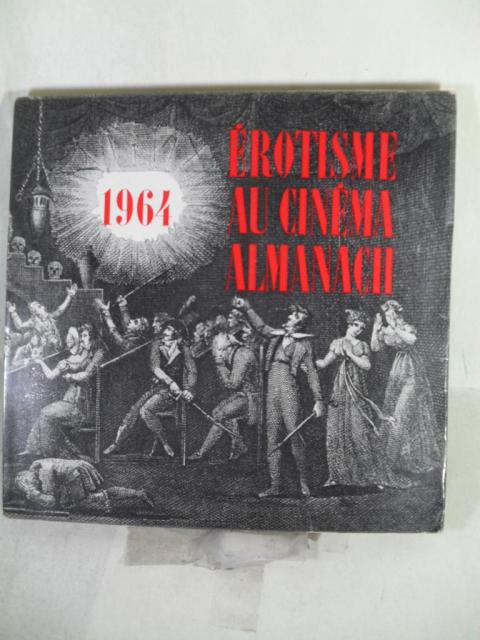 1964
ÉROTISME
AU CINÉMA
ALMANACH